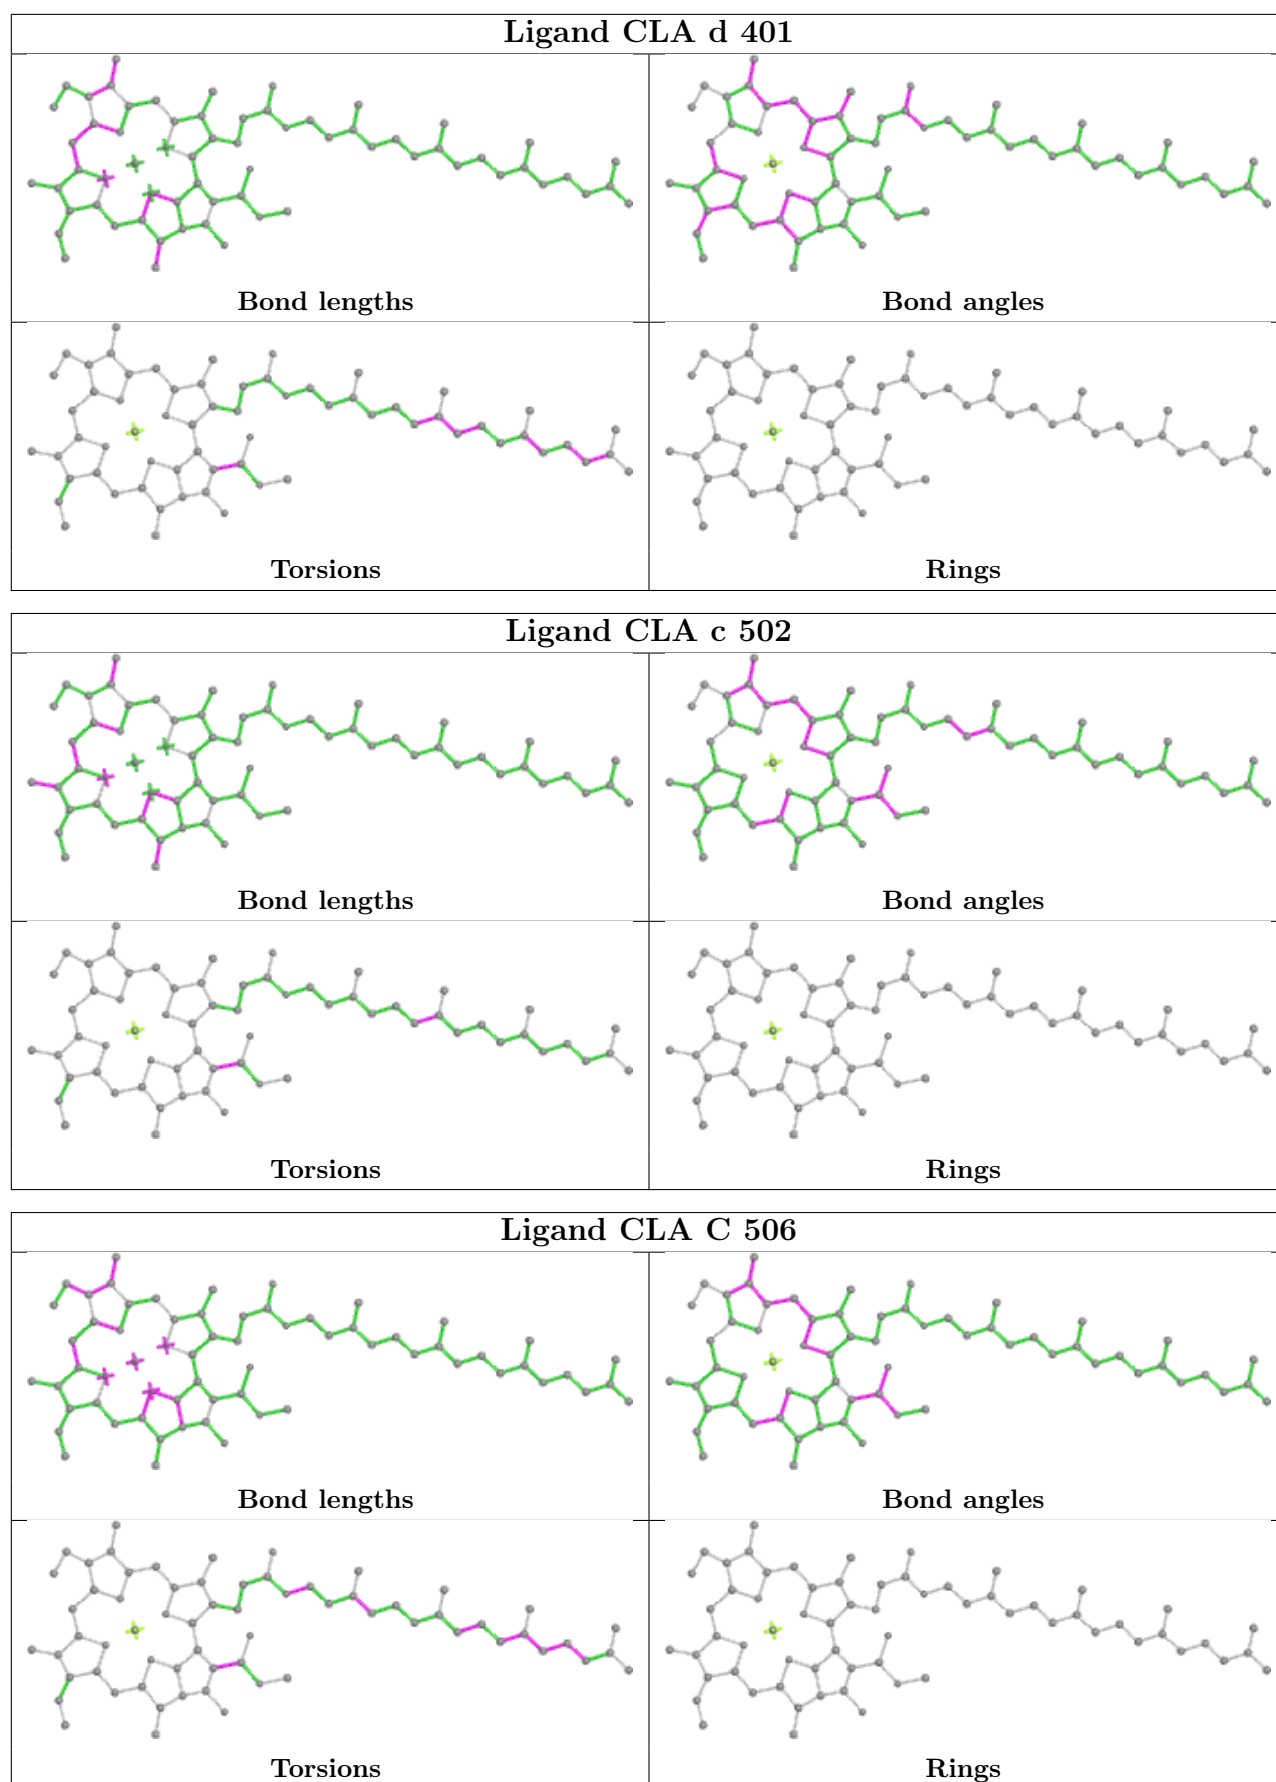 Ligand CLA d 401
Bond lengths
Bond angles
Torsions
Rings
Ligand CLA c 502
Bond lengths
Bond angles
Torsions
Rings
Ligand CLA C 506
Bond lengths
Bond angles
Torsions
Rings